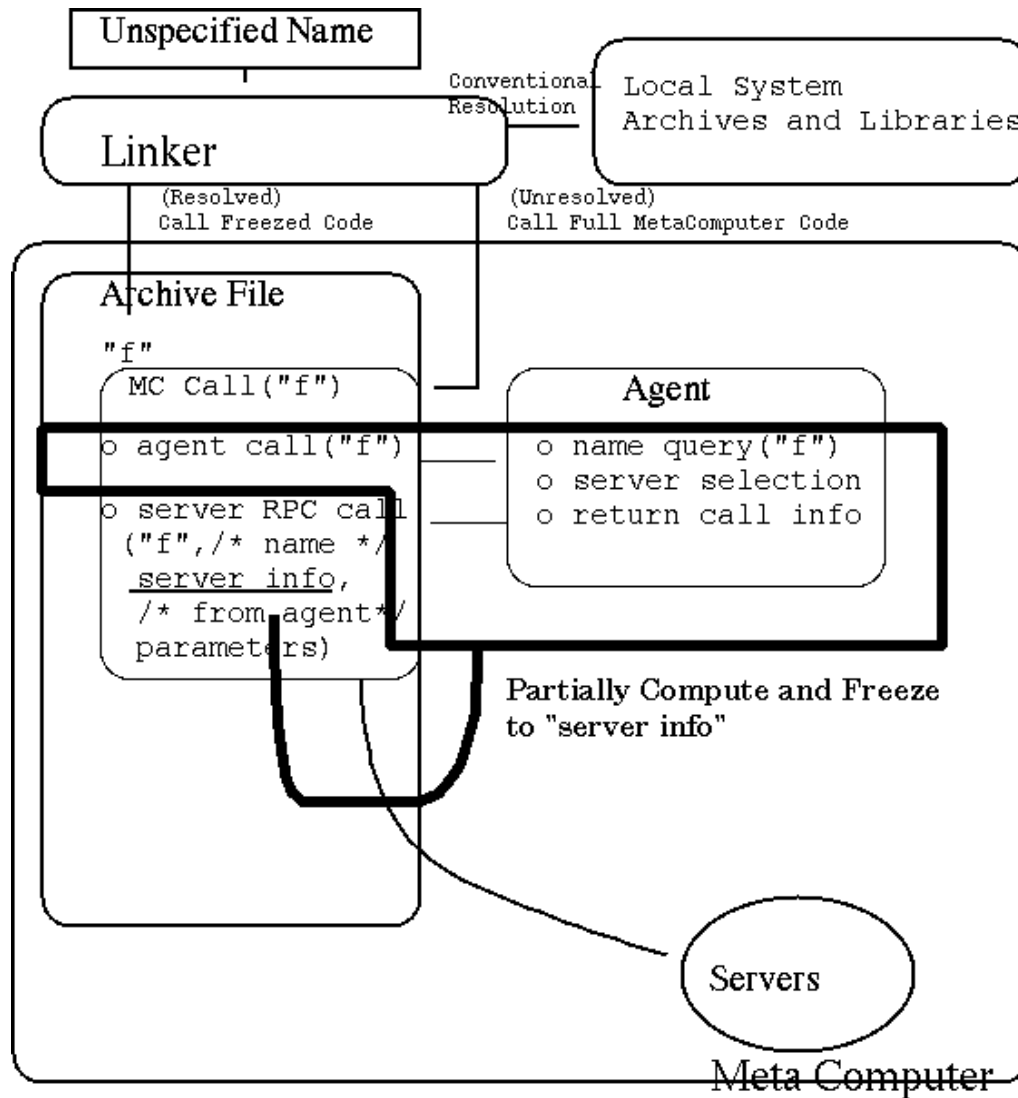 Unspecified Name
Conventional
Resolution
Local System
Archives and Libraries
Linker
(Resolved)
Call Freezed Code
(Unresolved)
Call Full MetaComputer Code
Archive File
"f"
MC Call("f")
o agent call("f")
o server RPC call
("f",/* name */
server info,
/* from agent*/
parameters)
Agent
o name query("f")
o server selection
o return call info
Partially Compute and Freeze
to "server info"
Servers
Meta Computer